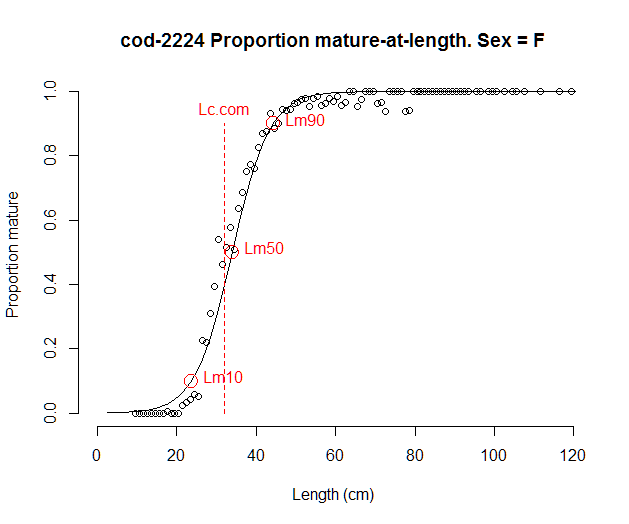 cod-2224 Proportion mature-at-length. Sex = F
Proportion mature
1.0
0.8
0.6
0.4
0.2
0.0
Lc.com
Lm90
Lm50
Lm10
0 20 40 60 80 100 120
Length (cm)